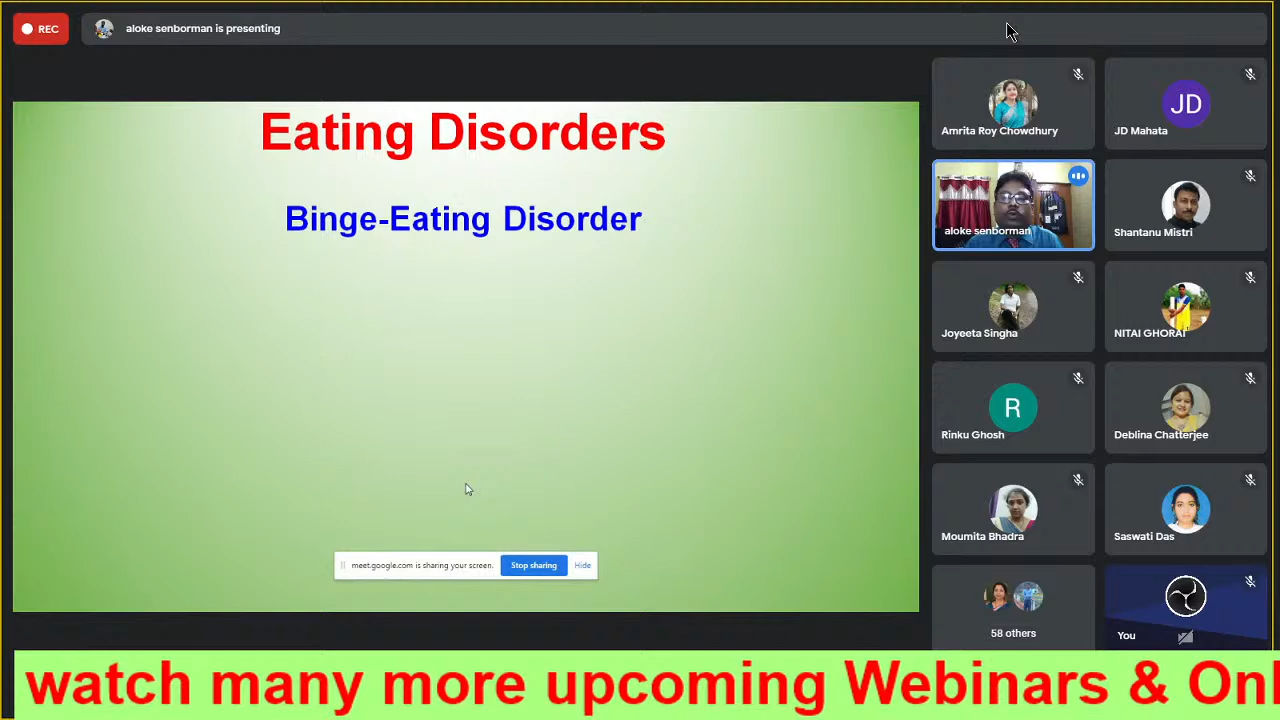 REC
aloke senborman is presenting
Eating Disorders
Binge-Eating Disorder
meet.google.com is sharing your screen.
Stop sharing
Hide
Amrita Roy Chowdhury
JD
JD Mahata
aloke senborman
Shantanu Mistri
Joyeeta Singha
NITAI GHORAI
R
Rinku Ghosh
Deblina Chatterjee
Moumita Bhadra
Saswati Das
58 others
You
watch many more upcoming Webinars & Onl